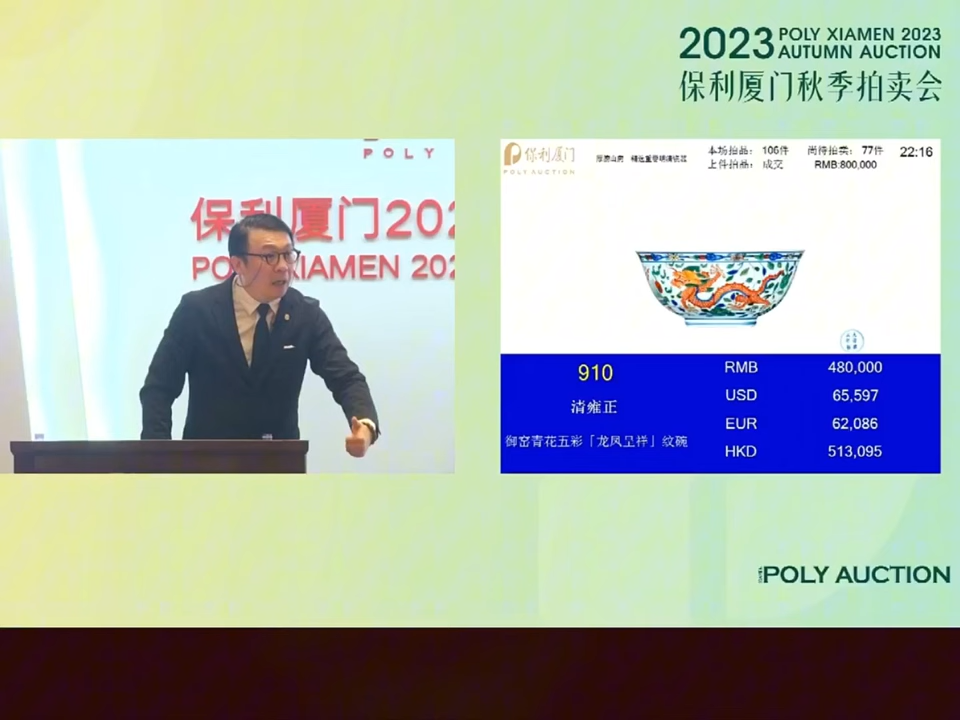 2023 POLY XIAMEN 2023
AUTUMN AUCTION
保利厦门秋季拍卖会
POLY
保利厦门202
POLY XIAMEN 202
保利厦门
POLY AUCTION
本场拍品: 106件
尚待拍卖: 77件
22:16
上件拍品: 成交
RMB:800,000
910
清雍正
御窑青花五彩「龙凤呈祥」纹碗
RMB 480,000
USD 65,597
EUR 62,086
HKD 513,095
POLY AUCTION